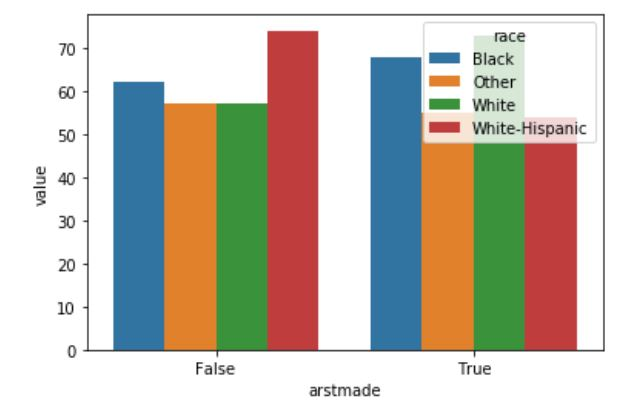 race
Black
Other
White
White-Hispanic
value
70
60
50
40
30
20
10
0
False
True
arstmade